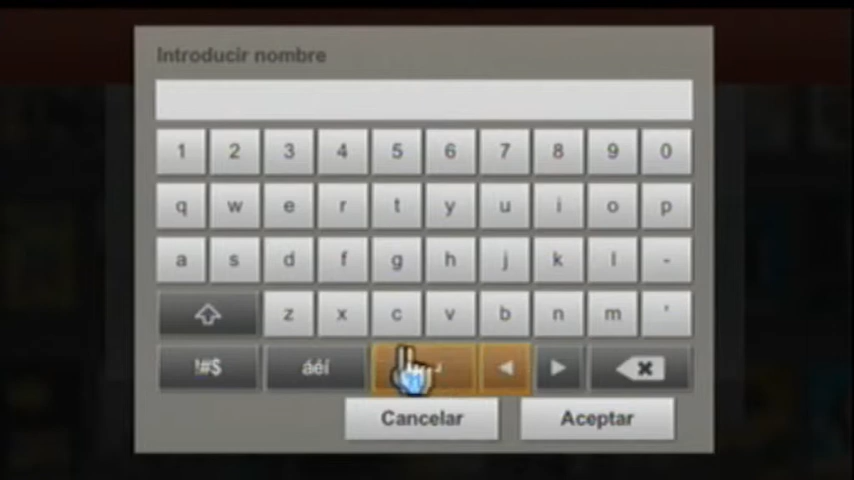 Introducir nombre
1 2 3 4 5 6 7 8 9 0
q w e r t y u i o p
a s d f g h j k l -
z x c v b n m '
!#$ áéí
Cancelar Aceptar